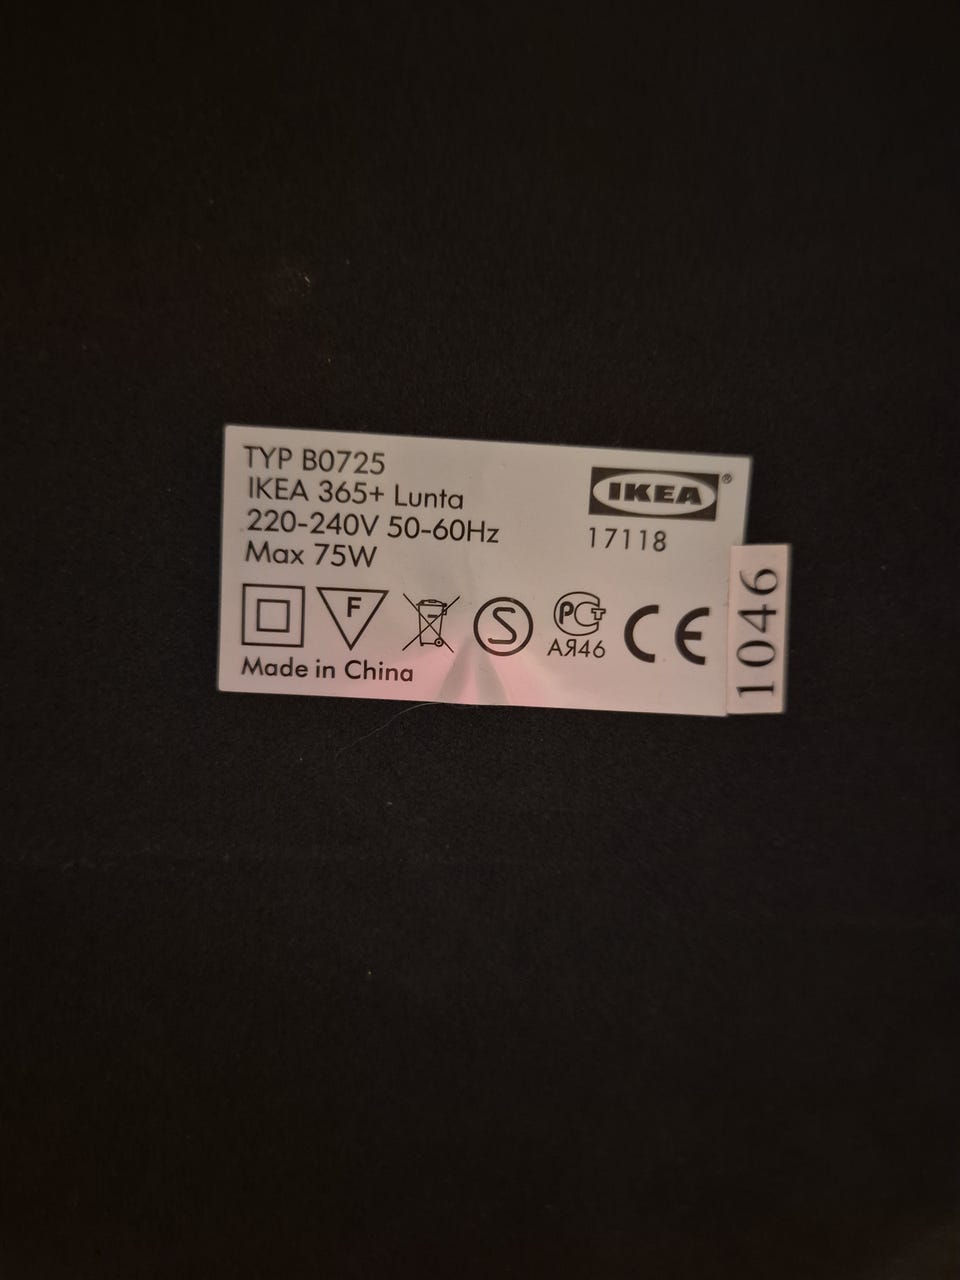 TYP B0725
IKEA 365+ Lunta
220-240V 50-60Hz
Max 75W
IKEA®
17118
F
S
РСТ
АЯ46
CE
Made in China
1046